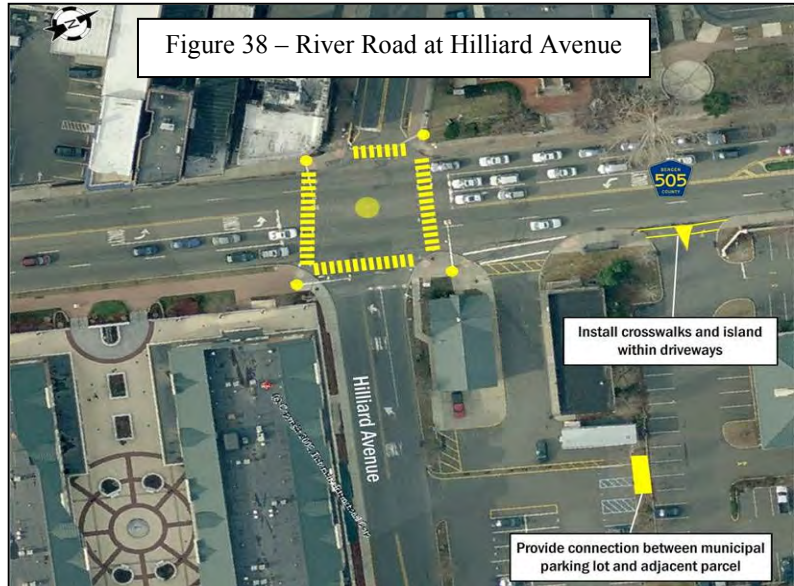 Figure 38 – River Road at Hilliard Avenue
BERGEN
505
COUNTY
Install crosswalks and island
within driveways
Hilliard Avenue
Provide connection between municipal
parking lot and adjacent parcel